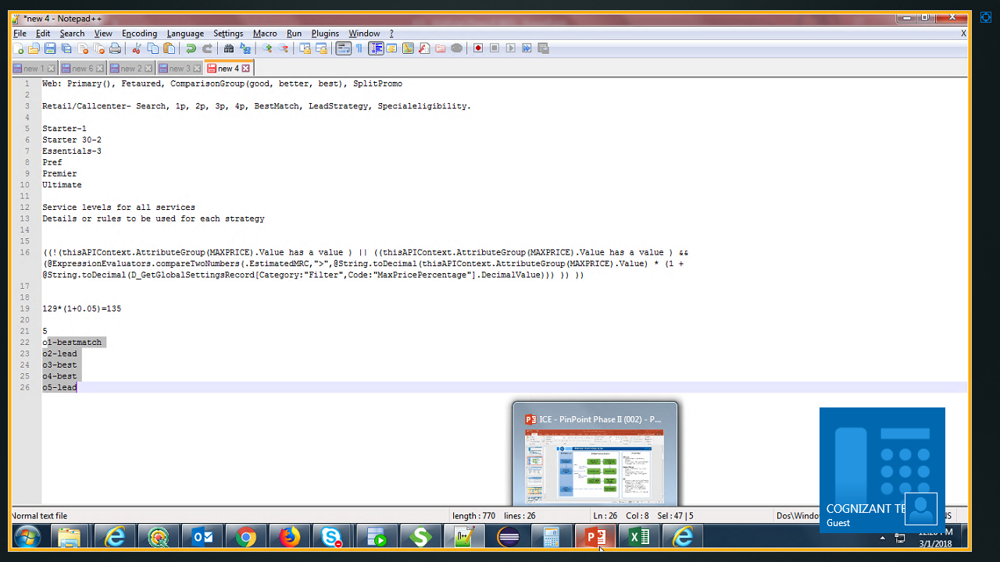 *new 4 - Notepad++
File Edit Search View Encoding Language Settings Macro Run Plugins Window ? X
new 1 new 6 new 2 new 3 new 4
1 Web: Primary(), Fetaured, ComparisonGroup(good, better, best), SplitPromo
2
3 Retail/Callcenter- Search, 1p, 2p, 3p, 4p, BestMatch, LeadStrategy, Specialeligibility.
4
5 Starter-1
6 Starter 30-2
7 Essentials-3
8 Pref
9 Premier
10 Ultimate
11
12 Service levels for all services
13 Details or rules to be used for each strategy
14
15
16 ((!(thisAPIContext.AttributeGroup(MAXPRICE).Value has a value ) || ((thisAPIContext.AttributeGroup(MAXPRICE).Value has a value ) &&
(@ExpressionEvaluators.compareTwoNumbers(.EstimatedMRC,">",@String.toDecimal(thisAPIContext.AttributeGroup(MAXPRICE).Value) * (1 +
@String.toDecimal(D_GetGlobalSettingsRecord[Category:"Filter",Code:"MaxPricePercentage"].DecimalValue))) )) ))
17
18
19 129*(1+0.05)=135
20
21 5
22 o1-bestmatch
23 o2-lead
24 o3-best
25 o4-best
26 o5-lead
ICE - PinPoint Phase II (002) - P...
COGNIZANT TE
Guest
Normal text file length : 770 lines : 26 Ln : 26 Col : 8 Sel : 47 | 5 Dos\Windo NS
3/1/2018